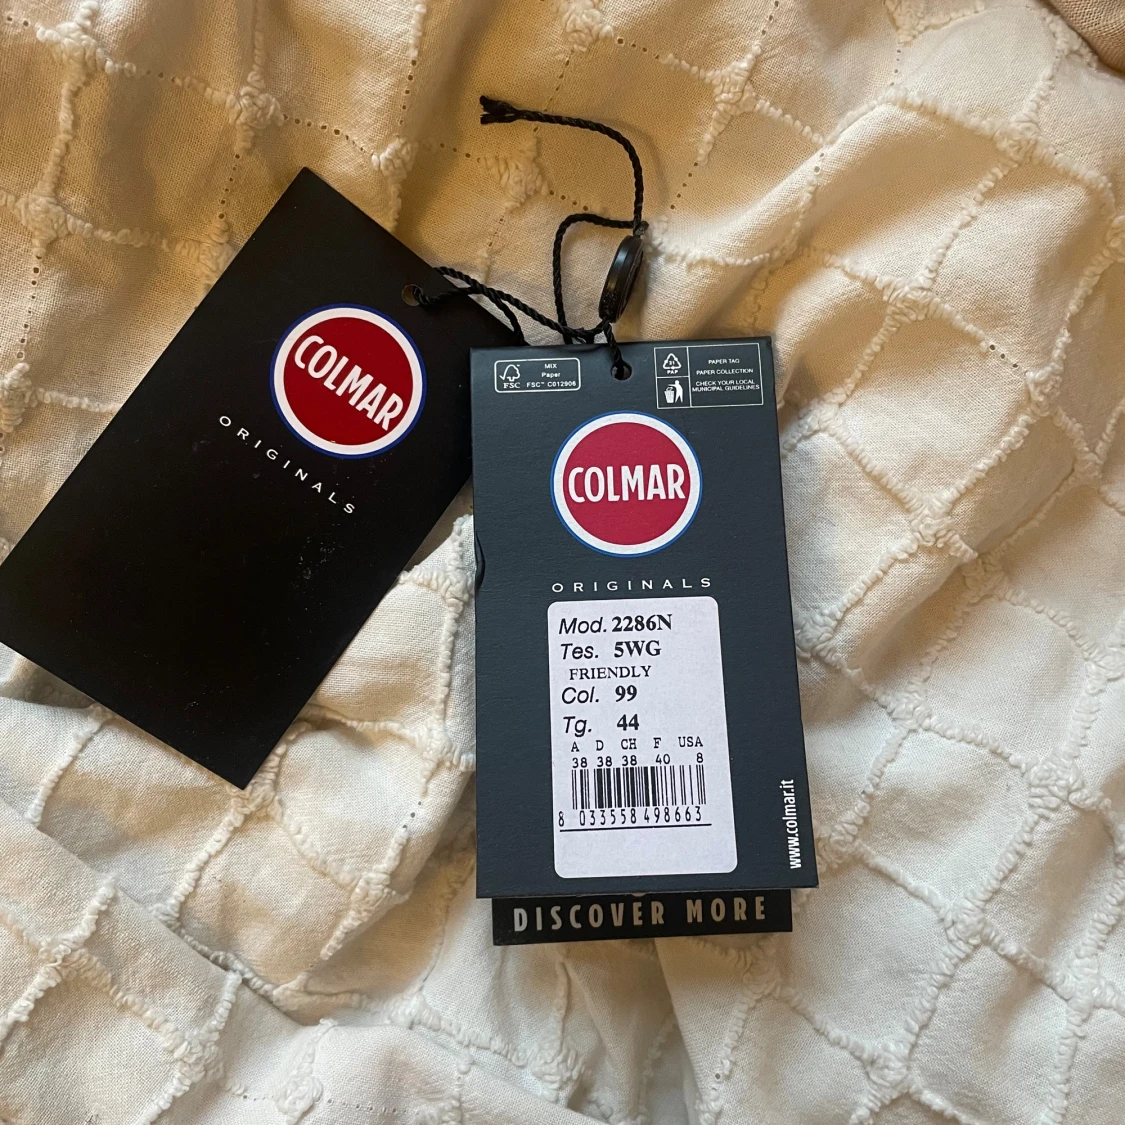 COLMAR
ORIGINALS
FSC
MIX
Paper
FSC™ C012906
PAP
PAPER TAG
PAPER COLLECTION
CHECK YOUR LOCAL
MUNICIPAL GUIDELINES
COLMAR
ORIGINALS
Mod. 2286N
Tes. 5WG
FRIENDLY
Col. 99
Tg. 44
A D CH F USA
38 38 38 40 8
8 033558 498663
www.colmar.it
DISCOVER MORE